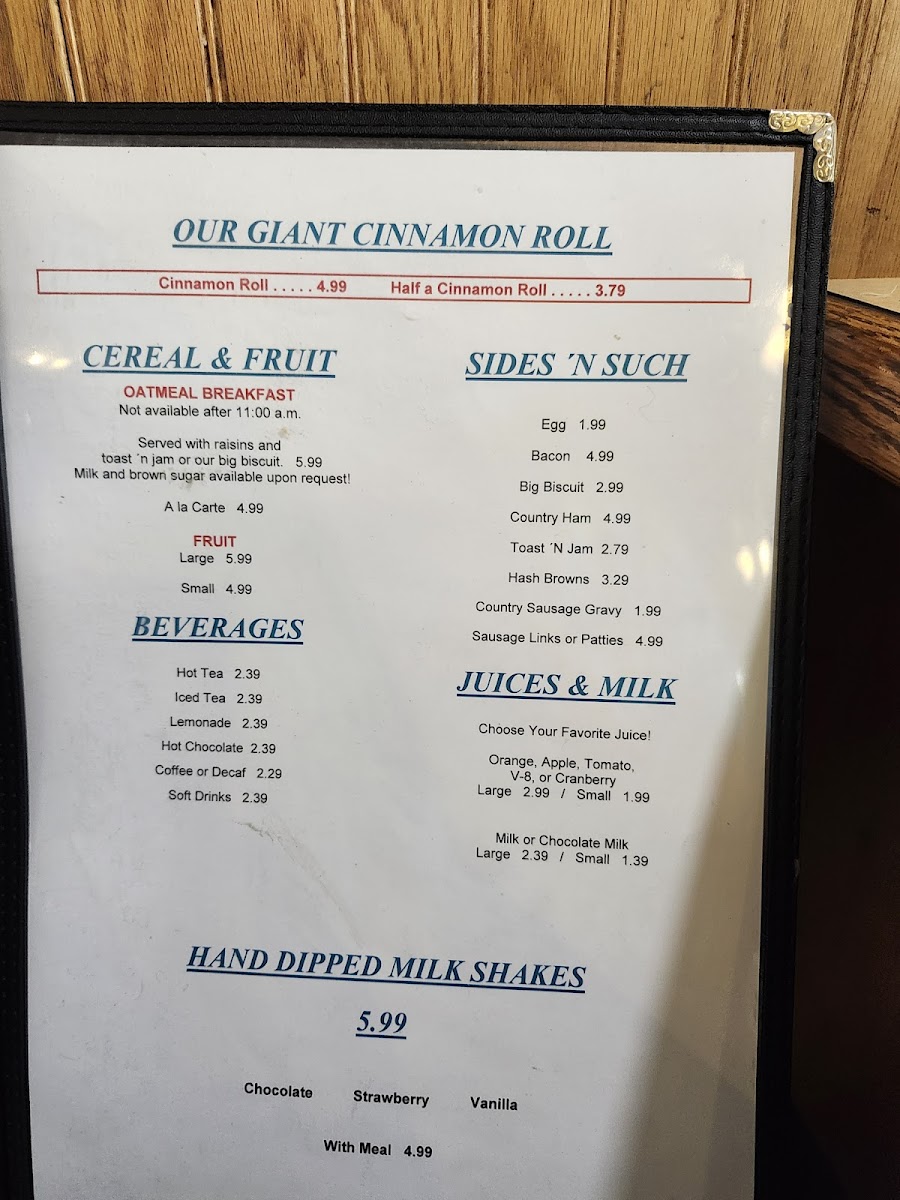 OUR GIANT CINNAMON ROLL
Cinnamon Roll . . . . . 4.99 Half a Cinnamon Roll . . . . . 3.79
CEREAL & FRUIT
OATMEAL BREAKFAST
Not available after 11:00 a.m.
Served with raisins and
toast ´n jam or our big biscuit. 5.99
Milk and brown sugar available upon request!
A la Carte 4.99
FRUIT
Large 5.99
Small 4.99
BEVERAGES
Hot Tea 2.39
Iced Tea 2.39
Lemonade 2.39
Hot Chocolate 2.39
Coffee or Decaf 2.29
Soft Drinks 2.39
SIDES ´N SUCH
Egg 1.99
Bacon 4.99
Big Biscuit 2.99
Country Ham 4.99
Toast ´N Jam 2.79
Hash Browns 3.29
Country Sausage Gravy 1.99
Sausage Links or Patties 4.99
JUICES & MILK
Choose Your Favorite Juice!
Orange, Apple, Tomato,
V-8, or Cranberry
Large 2.99 / Small 1.99
Milk or Chocolate Milk
Large 2.39 / Small 1.39
HAND DIPPED MILK SHAKES
5.99
Chocolate Strawberry Vanilla
With Meal 4.99